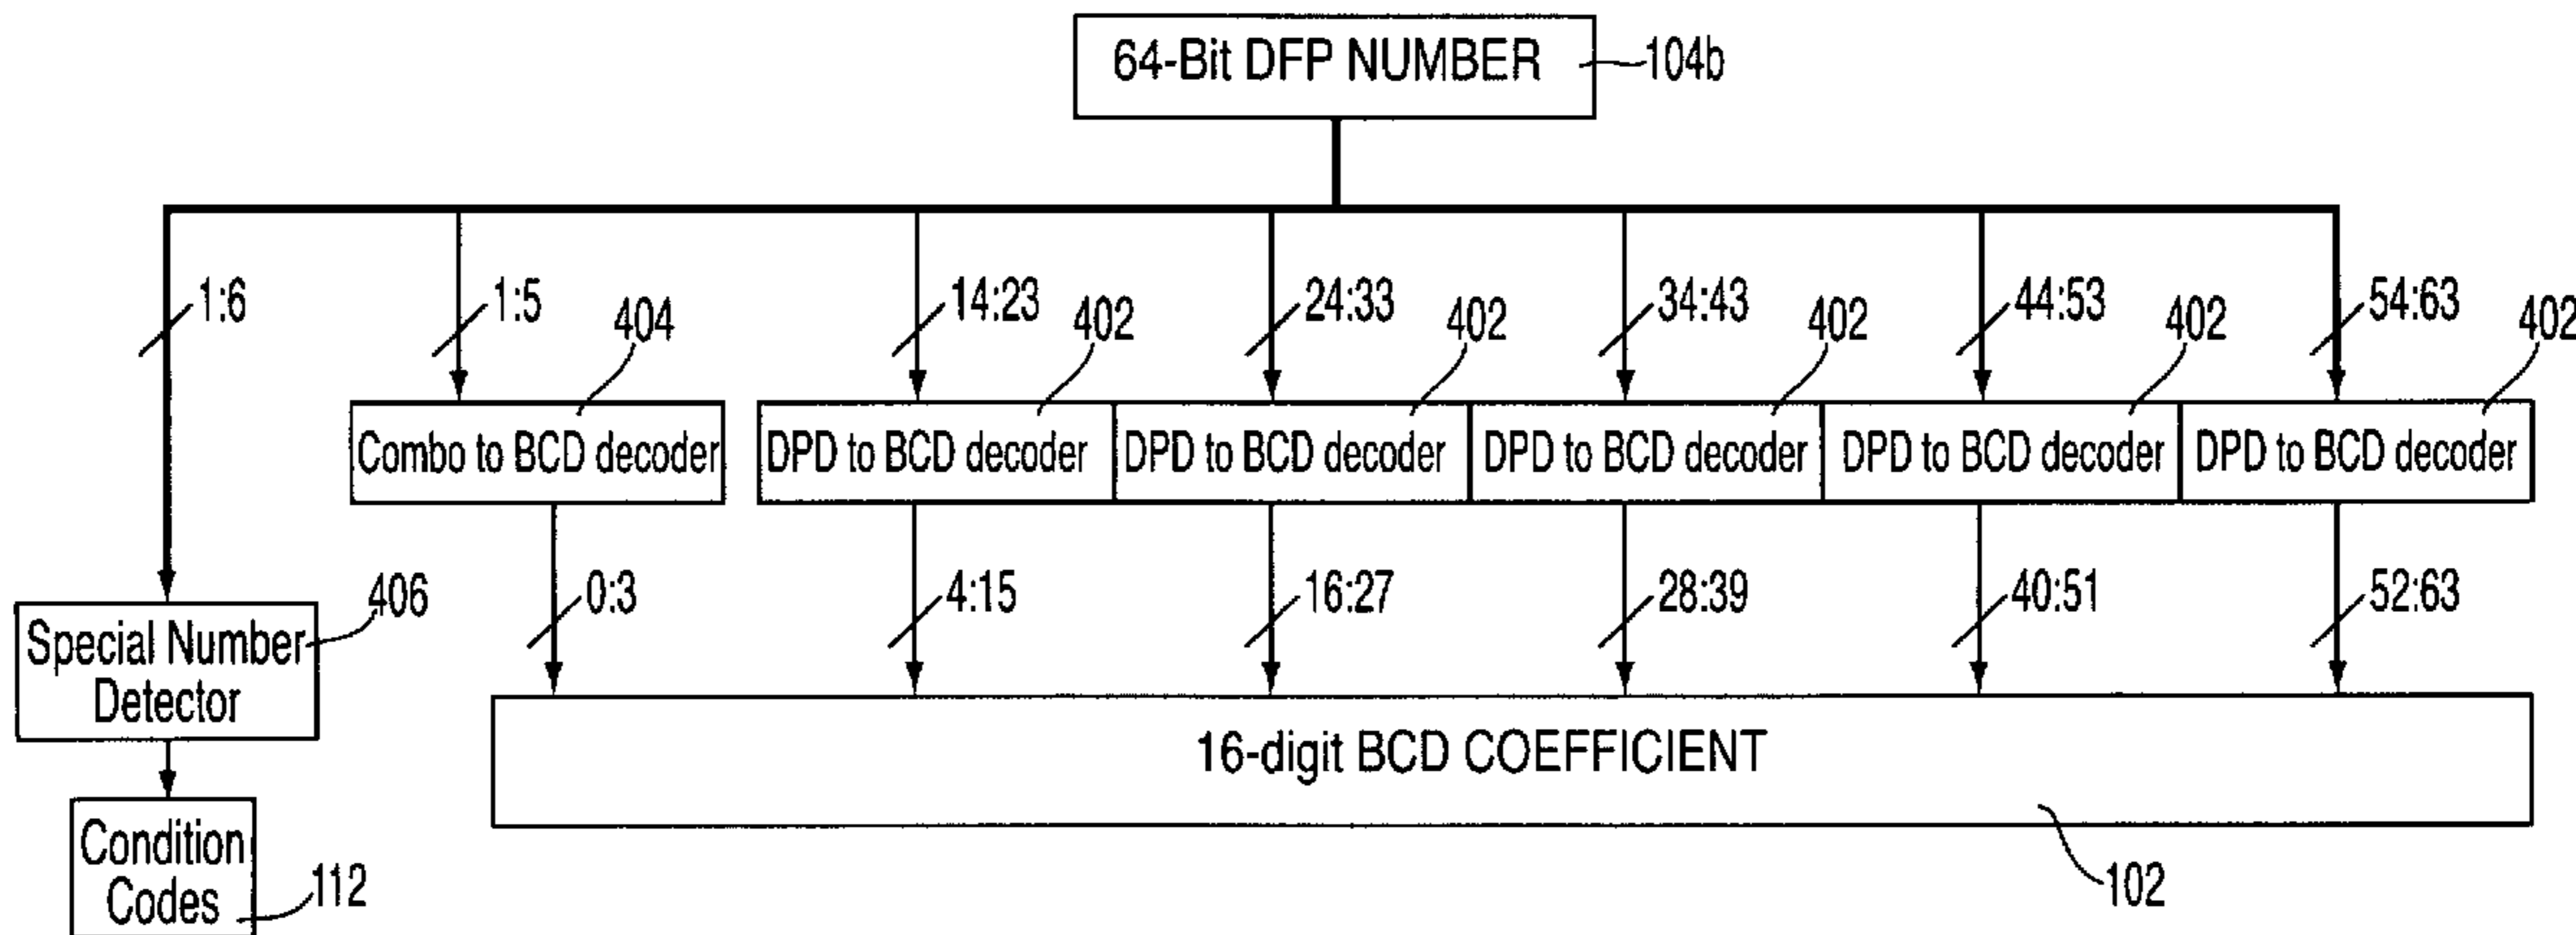 64-Bit DFP NUMBER 104b
1:6 1:5 14:23 24:33 34:43 44:53 54:63
404 402 402 402 402 402
Combo to BCD decoder DPD to BCD decoder DPD to BCD decoder DPD to BCD decoder DPD to BCD decoder DPD to BCD decoder
0:3 4:15 16:27 28:39 40:51 52:63
406
Special Number
Detector
16-digit BCD COEFFICIENT
Condition
Codes
112
102